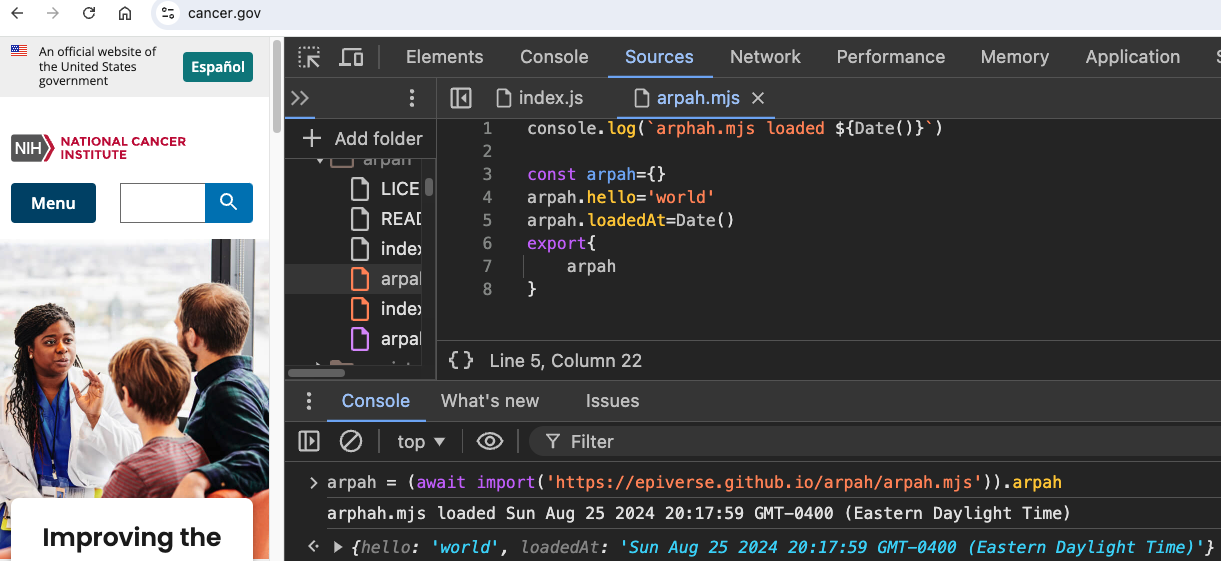 cancer.gov
An official website of
the United States
government
Español
NIH
NATIONAL CANCER
INSTITUTE
Menu
Improving the
Elements Console Sources Network Performance Memory Application
index.js arpah.mjs
Add folder
arpah
LICE
READ
index
arpah
index
arpal
1 console.log(`arphah.mjs loaded ${Date()}`)
2
3 const arpah={}
4 arpah.hello='world'
5 arpah.loadedAt=Date()
6 export{
7 arpah
8 }
{} Line 5, Column 22
Console What's new Issues
top ▼ Filter
> arpah = (await import('https://epiverse.github.io/arpah/arpah.mjs')).arpah
arphah.mjs loaded Sun Aug 25 2024 20:17:59 GMT-0400 (Eastern Daylight Time)
{hello: 'world', loadedAt: 'Sun Aug 25 2024 20:17:59 GMT-0400 (Eastern Daylight Time)'}